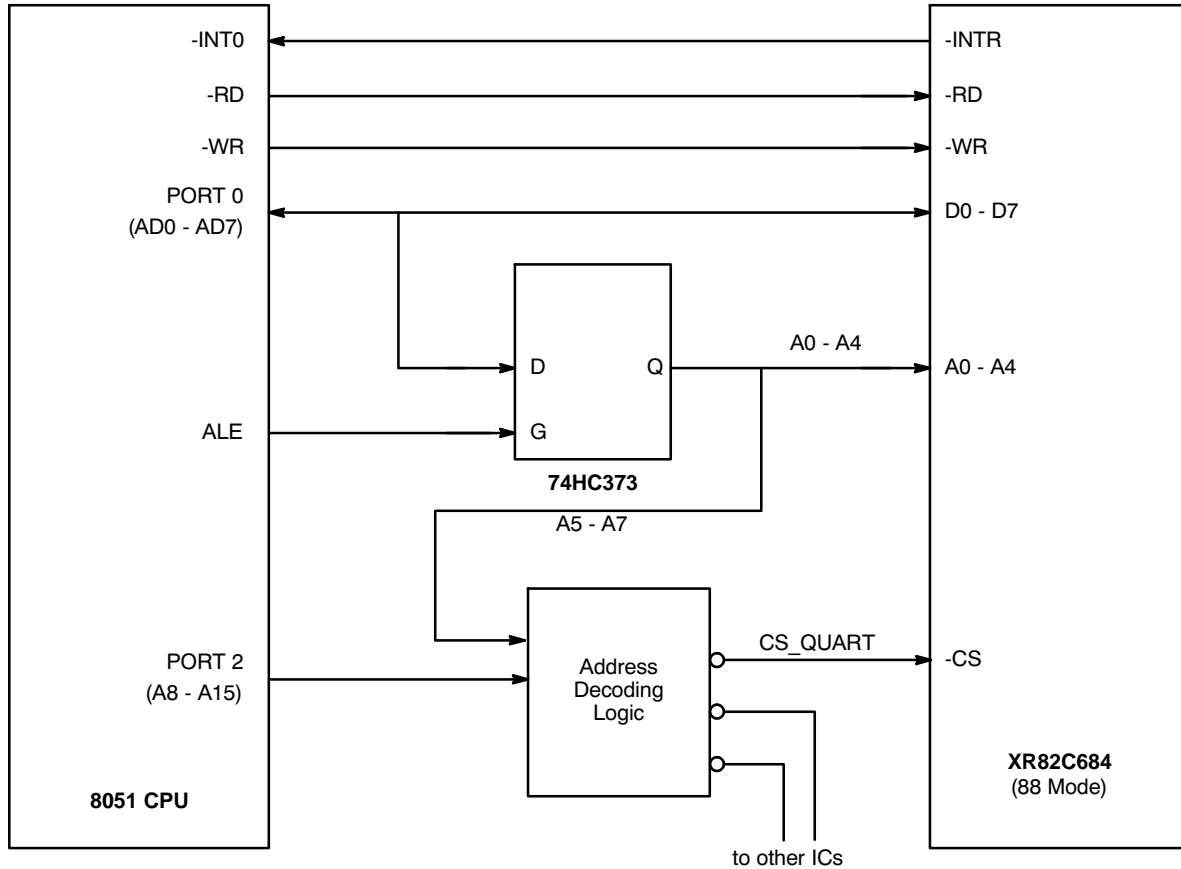 -INT0
-INTR
-RD
-RD
-WR
-WR
PORT 0
(AD0 - AD7)
D0 - D7
A0 - A4
D
Q
A0 - A4
ALE
G
74HC373
A5 - A7
PORT 2
(A8 - A15)
Address
Decoding
Logic
CS_QUART
-CS
XR82C684
(88 Mode)
8051 CPU
to other ICs